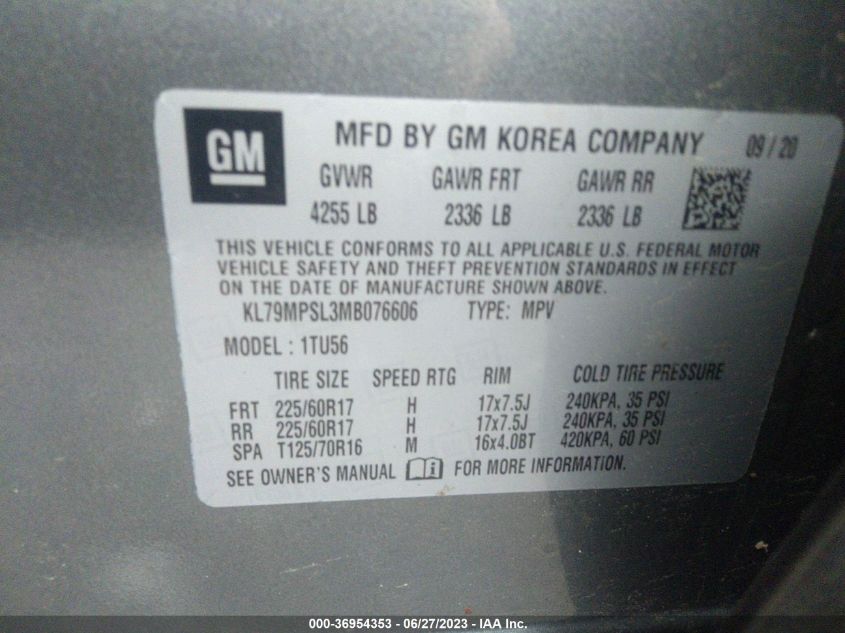 GM
MFD BY GM KOREA COMPANY 09 / 20
GVWR GAWR FRT GAWR RR
4255 LB 2336 LB 2336 LB
THIS VEHICLE CONFORMS TO ALL APPLICABLE U.S. FEDERAL MOTOR
VEHICLE SAFETY AND THEFT PREVENTION STANDARDS IN EFFECT
ON THE DATE OF MANUFACTURE SHOWN ABOVE.
KL79MPSL3MB076606 TYPE: MPV
MODEL : 1TU56
TIRE SIZE SPEED RTG RIM COLD TIRE PRESSURE
FRT 225/60R17 H 17x7.5J 240KPA, 35 PSI
RR 225/60R17 H 17x7.5J 240KPA, 35 PSI
SPA T125/70R16 M 16x4.0BT 420KPA, 60 PSI
SEE OWNER'S MANUAL FOR MORE INFORMATION.
000-36954353 - 06/27/2023 - IAA Inc.